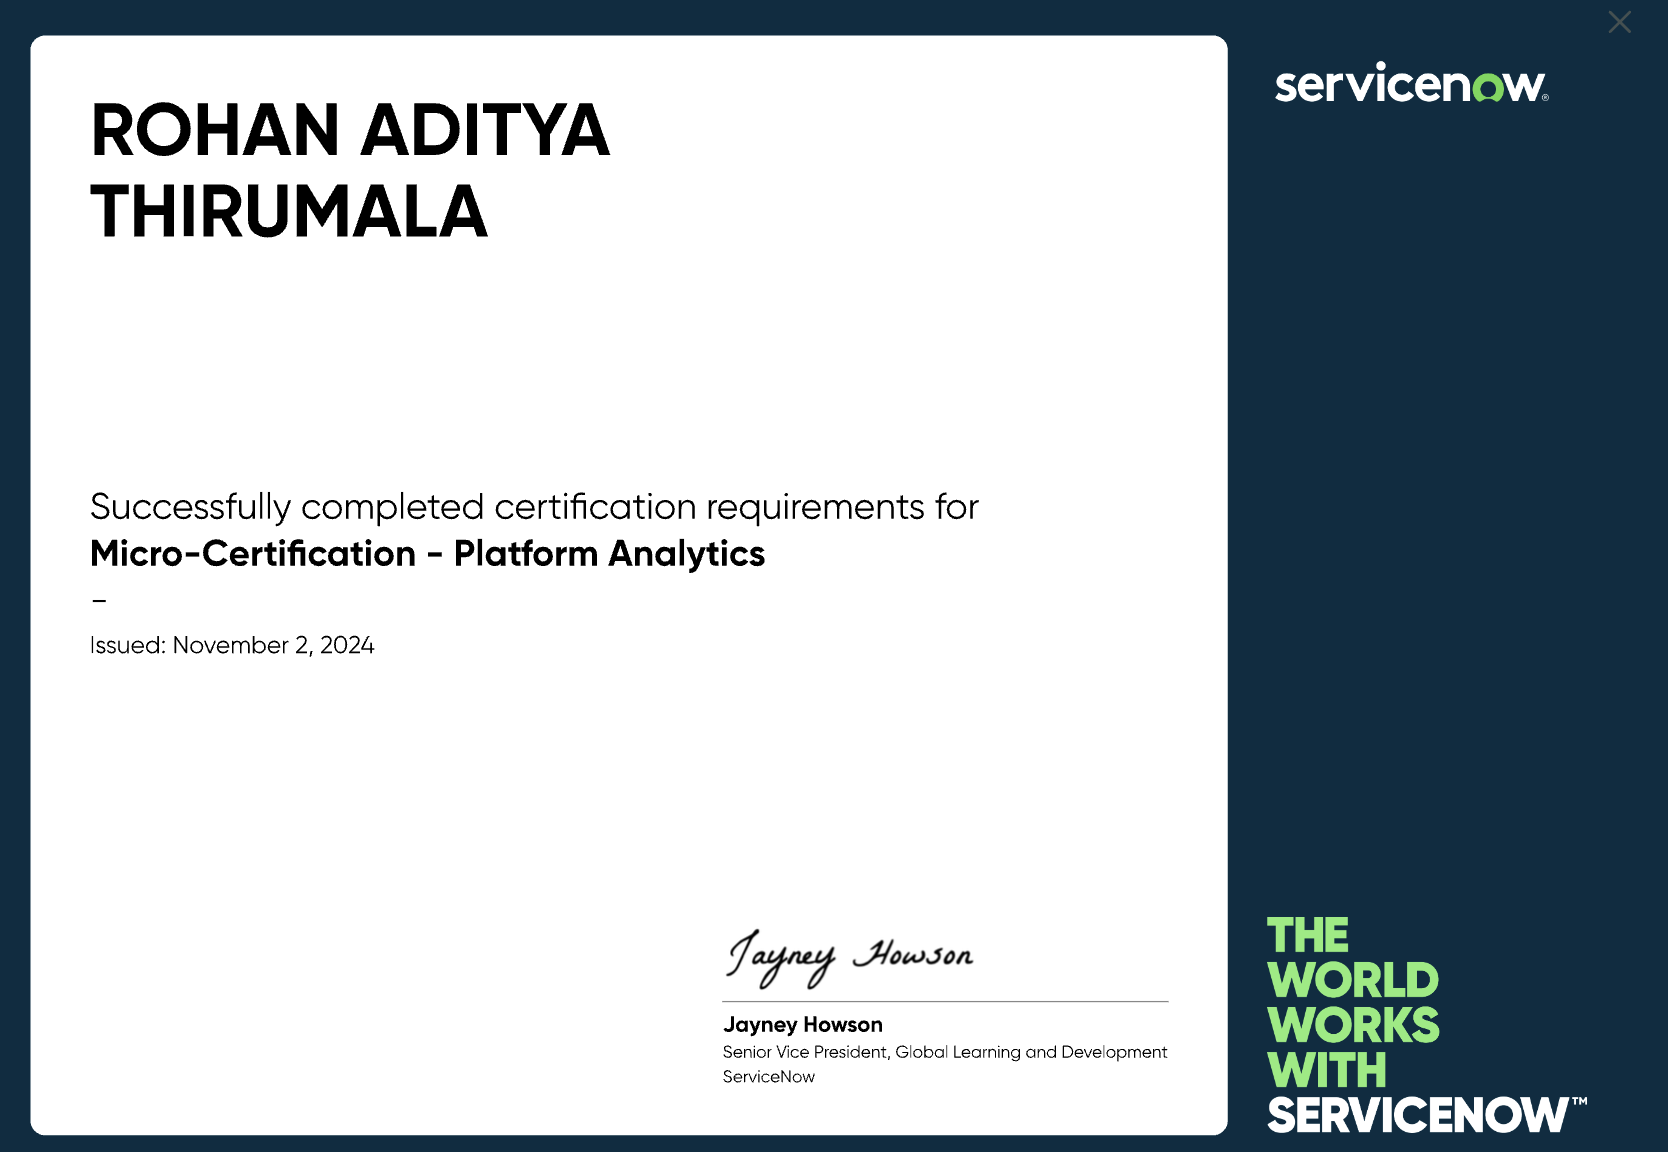 ROHAN ADITYA
THIRUMALA
Successfully completed certification requirements for
Micro-Certification - Platform Analytics
–
Issued: November 2, 2024
Jayney Howson
Jayney Howson
Senior Vice President, Global Learning and Development
ServiceNow
servicenow®
THE
WORLD
WORKS
WITH
SERVICENOW™